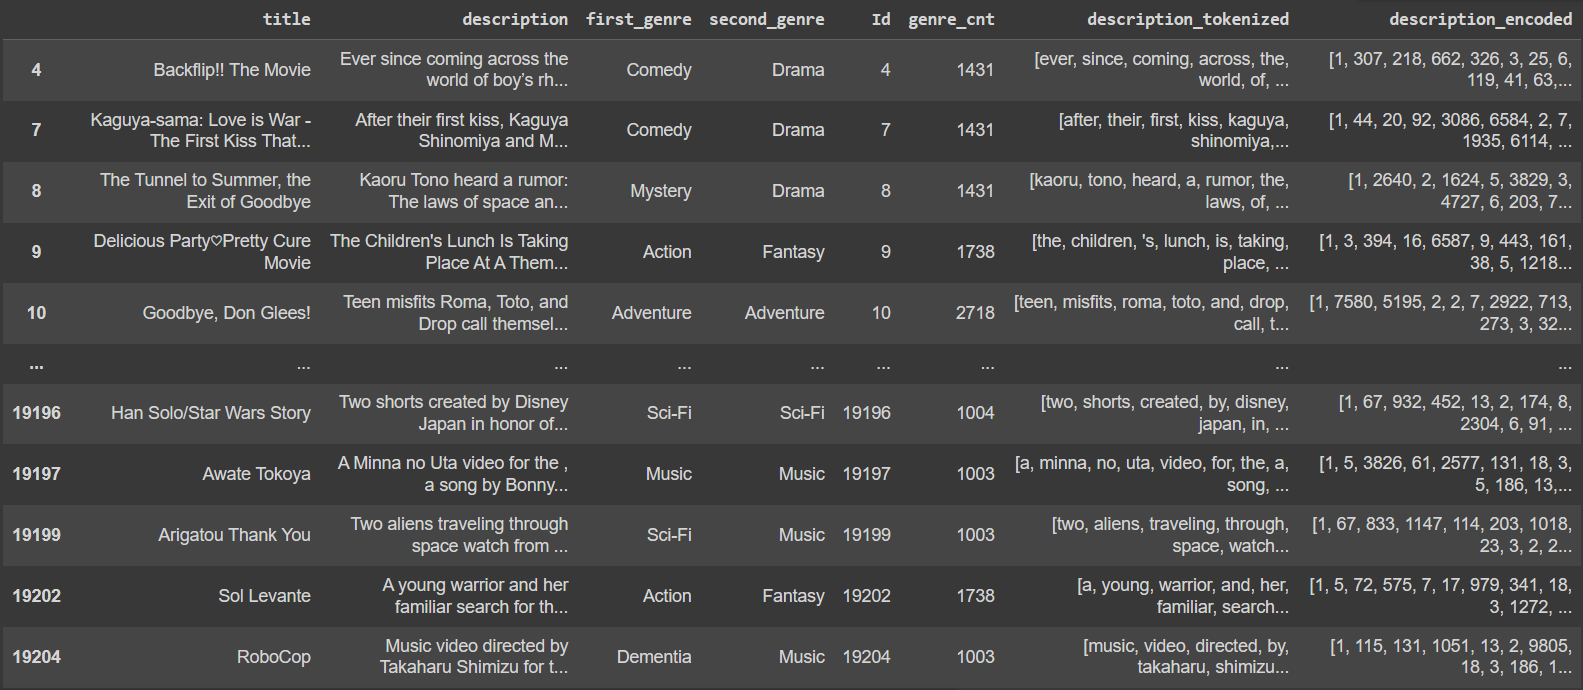 title description first_genre second_genre Id genre_cnt description_tokenized description_encoded
4 Backflip!! The Movie Ever since coming across the world of boy’s rh... Comedy Drama 4 1431 [ever, since, coming, across, the, world, of, ... [1, 307, 218, 662, 326, 3, 25, 6, 119, 41, 63,...
7 Kaguya-sama: Love is War - The First Kiss That... After their first kiss, Kaguya Shinomiya and M... Comedy Drama 7 1431 [after, their, first, kiss, kaguya, shinomiya,... [1, 44, 20, 92, 3086, 6584, 2, 7, 1935, 6114, ...
8 The Tunnel to Summer, the Exit of Goodbye Kaoru Tono heard a rumor: The laws of space an... Mystery Drama 8 1431 [kaoru, tono, heard, a, rumor, the, laws, of, ... [1, 2640, 2, 1624, 5, 3829, 3, 4727, 6, 203, 7...
9 Delicious Party♡Pretty Cure Movie The Children's Lunch Is Taking Place At A Them... Action Fantasy 9 1738 [the, children, 's, lunch, is, taking, place, ... [1, 3, 394, 16, 6587, 9, 443, 161, 38, 5, 1218...
10 Goodbye, Don Glees! Teen misfits Roma, Toto, and Drop call themsel... Adventure Adventure 10 2718 [teen, misfits, roma, toto, and, drop, call, t... [1, 7580, 5195, 2, 2, 7, 2922, 713, 273, 3, 32...
... ... ... ... ... ... ... ... ...
19196 Han Solo/Star Wars Story Two shorts created by Disney Japan in honor of... Sci-Fi Sci-Fi 19196 1004 [two, shorts, created, by, disney, japan, in, ... [1, 67, 932, 452, 13, 2, 174, 8, 2304, 6, 91, ...
19197 Awate Tokoya A Minna no Uta video for the , a song by Bonny... Music Music 19197 1003 [a, minna, no, uta, video, for, the, a, song, ... [1, 5, 3826, 61, 2577, 131, 18, 3, 5, 186, 13,...
19199 Arigatou Thank You Two aliens traveling through space watch from ... Sci-Fi Music 19199 1003 [two, aliens, traveling, through, space, watch... [1, 67, 833, 1147, 114, 203, 1018, 23, 3, 2, 2...
19202 Sol Levante A young warrior and her familiar search for th... Action Fantasy 19202 1738 [a, young, warrior, and, her, familiar, search... [1, 5, 72, 575, 7, 17, 979, 341, 18, 3, 1272, ...
19204 RoboCop Music video directed by Takaharu Shimizu for t... Dementia Music 19204 1003 [music, video, directed, by, takaharu, shimizu... [1, 115, 131, 1051, 13, 2, 9805, 18, 3, 186, 1...